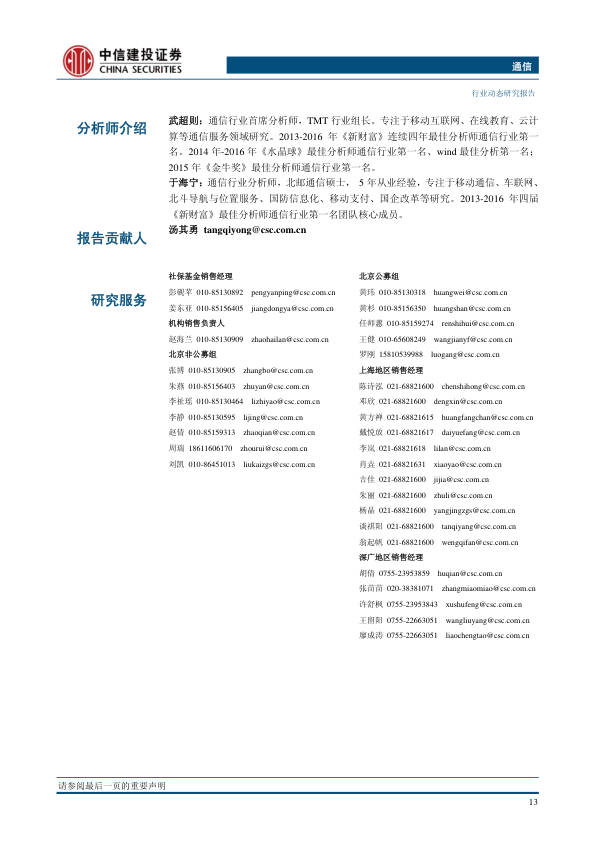 中信建投证券
CHINA SECURITIES
通信
行业动态研究报告
分析师介绍
武超则：通信行业首席分析师，TMT 行业组长。专注于移动互联网、在线教育、云计
算等通信服务领域研究。2013-2016 年《新财富》连续四年最佳分析师通信行业第一
名。2014 年-2016 年《水晶球》最佳分析师通信行业第一名、wind 最佳分析第一名；
2015 年《金牛奖》最佳分析师通信行业第一名。
于海宁：通信行业分析师，北邮通信硕士， 5 年从业经验，专注于移动通信、车联网、
北斗导航与位置服务、国防信息化、移动支付、国企改革等研究。2013-2016 年四届
《新财富》最佳分析师通信行业第一名团队核心成员。
报告贡献人
汤其勇 tangqiyong@csc.com.cn
研究服务
社保基金销售经理
彭砚苹 010-85130892 pengyanping@csc.com.cn
姜东亚 010-85156405 jiangdongya@csc.com.cn
机构销售负责人
赵海兰 010-85130909 zhaohailan@csc.com.cn
北京非公募组
张博 010-85130905 zhangbo@csc.com.cn
朱燕 010-85156403 zhuyan@csc.com.cn
李祉瑶 010-85130464 lizhiyao@csc.com.cn
李静 010-85130595 lijing@csc.com.cn
赵倩 010-85159313 zhaoqian@csc.com.cn
周瑞 18611606170 zhourui@csc.com.cn
刘凯 010-86451013 liukaizgs@csc.com.cn
北京公募组
黄玮 010-85130318 huangwei@csc.com.cn
黄杉 010-85156350 huangshan@csc.com.cn
任师蕙 010-85159274 renshihui@csc.com.cn
王健 010-65608249 wangjianyf@csc.com.cn
罗刚 15810539988 luogang@csc.com.cn
上海地区销售经理
陈诗泓 021-68821600 chenshihong@csc.com.cn
邓欣 021-68821600 dengxin@csc.com.cn
黄方禅 021-68821615 huangfangchan@csc.com.cn
戴悦放 021-68821617 daiyuefang@csc.com.cn
李岚 021-68821618 lilan@csc.com.cn
肖垚 021-68821631 xiaoyao@csc.com.cn
吉佳 021-68821600 jijia@csc.com.cn
朱丽 021-68821600 zhuli@csc.com.cn
杨晶 021-68821600 yangjingzgs@csc.com.cn
谈祺阳 021-68821600 tanqiyang@csc.com.cn
翁起帆 021-68821600 wengqifan@csc.com.cn
深广地区销售经理
胡倩 0755-23953859 huqian@csc.com.cn
张苗苗 020-38381071 zhangmiaomiao@csc.com.cn
许舒枫 0755-23953843 xushufeng@csc.com.cn
王留阳 0755-22663051 wangliuyang@csc.com.cn
廖成涛 0755-22663051 liaochengtao@csc.com.cn
请参阅最后一页的重要声明
13